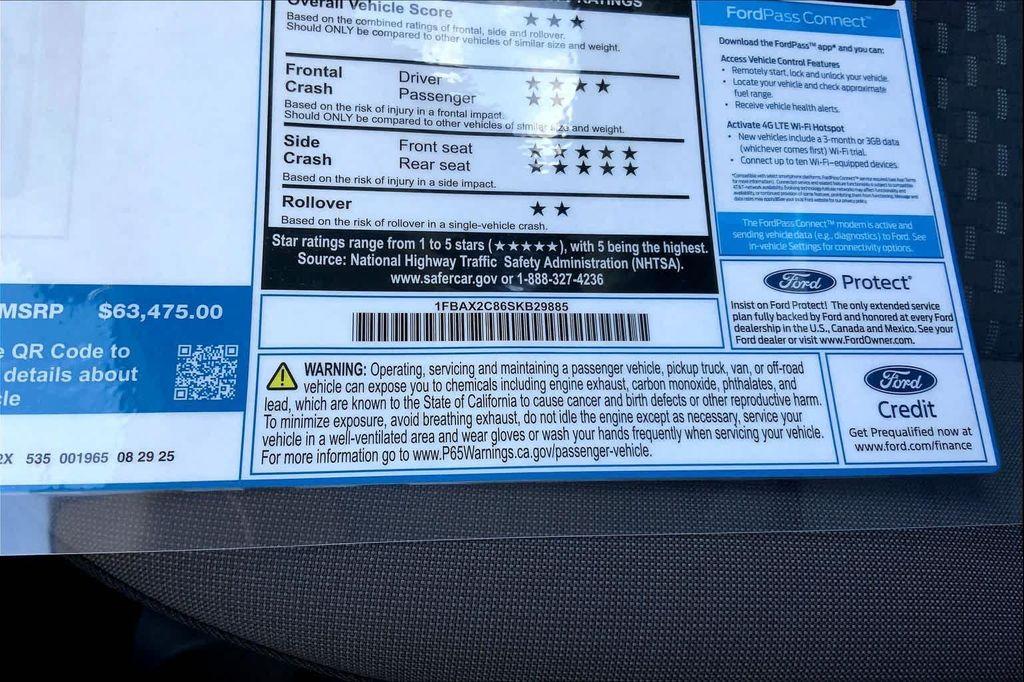 Overall Vehicle Score ★★★
Based on the combined ratings of frontal, side and rollover.
Should ONLY be compared to other vehicles of similar size and weight.
Frontal Crash
Driver ★★★★
Passenger ★★
Based on the risk of injury in a frontal impact.
Should ONLY be compared to other vehicles of similar size and weight.
Side Crash
Front seat ★★★★★
Rear seat ★★★★★
Based on the risk of injury in a side impact.
Rollover ★★
Based on the risk of rollover in a single-vehicle crash.
Star ratings range from 1 to 5 stars (★★★★★), with 5 being the highest.
Source: National Highway Traffic Safety Administration (NHTSA).
www.safercar.gov or 1-888-327-4236
1FBAX2C86SKB29885
WARNING: Operating, servicing and maintaining a passenger vehicle, pickup truck, van, or off-road
vehicle can expose you to chemicals including engine exhaust, carbon monoxide, phthalates, and
lead, which are known to the State of California to cause cancer and birth defects or other reproductive harm.
To minimize exposure, avoid breathing exhaust, do not idle the engine except as necessary, service your
vehicle in a well-ventilated area and wear gloves or wash your hands frequently when servicing your vehicle.
For more information go to www.P65Warnings.ca.gov/passenger-vehicle.
MSRP $63,475.00
QR Code to
details about
535 001965 08 29 25
FordPass Connect™
Download the FordPass™ app* and you can:
Access Vehicle Control Features
• Remotely start, lock and unlock your vehicle.
• Locate your vehicle and check approximate
fuel range.
• Receive vehicle health alerts.
Activate 4G LTE Wi-Fi Hotspot
• New vehicles include a 3-month or 3GB data
(whichever comes first) Wi-Fi trial.
• Connect up to ten Wi-Fi-equipped devices.
The FordPass Connect™ modem is active and
sending vehicle data (e.g., diagnostics) to Ford. See
in-vehicle Settings for connectivity options.
Ford Protect®
Insist on Ford Protect! The only extended service
plan fully backed by Ford and honored at every Ford
dealership in the U.S., Canada and Mexico. See your
Ford dealer or visit www.FordOwner.com.
Ford
Credit
Get Prequalified now at
www.ford.com/finance